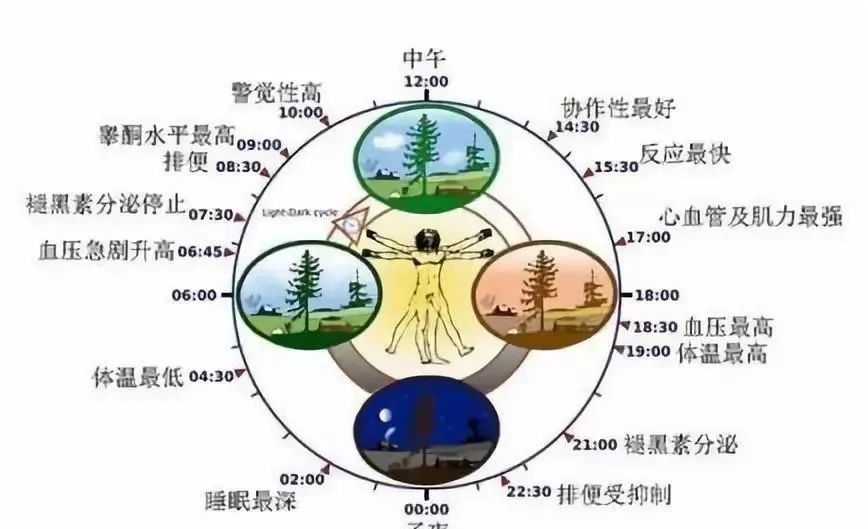 中午
12:00
警觉性高
10:00
协作性最好
14:30
睾酮水平最高
09:00
排便
08:30
反应最快
15:30
褪黑素分泌停止
07:30
Light-Dark cycle
心血管及肌力最强
17:00
血压急剧升高 06:45
06:00
18:00
18:30 血压最高
19:00 体温最高
体温最低 04:30
21:00 褪黑素分泌
02:00
睡眠最深
22:30 排便受抑制
00:00